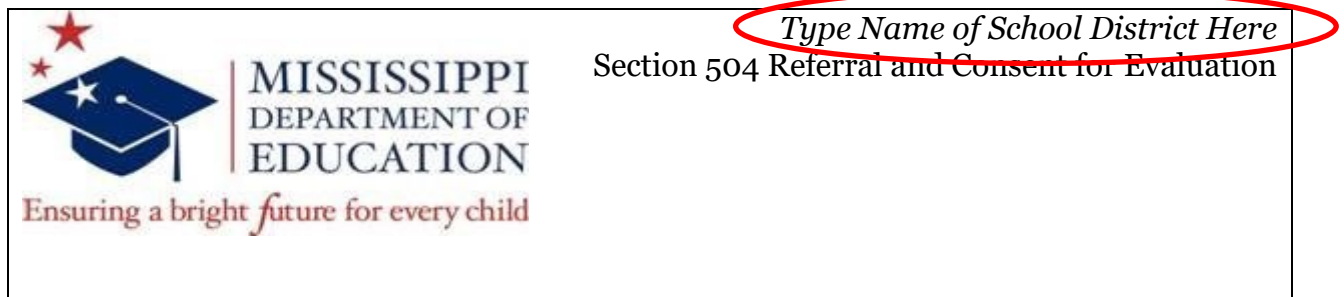 Type Name of School District Here
Section 504 Referral and Consent for Evaluation
MISSISSIPPI
DEPARTMENT OF
EDUCATION
Ensuring a bright future for every child